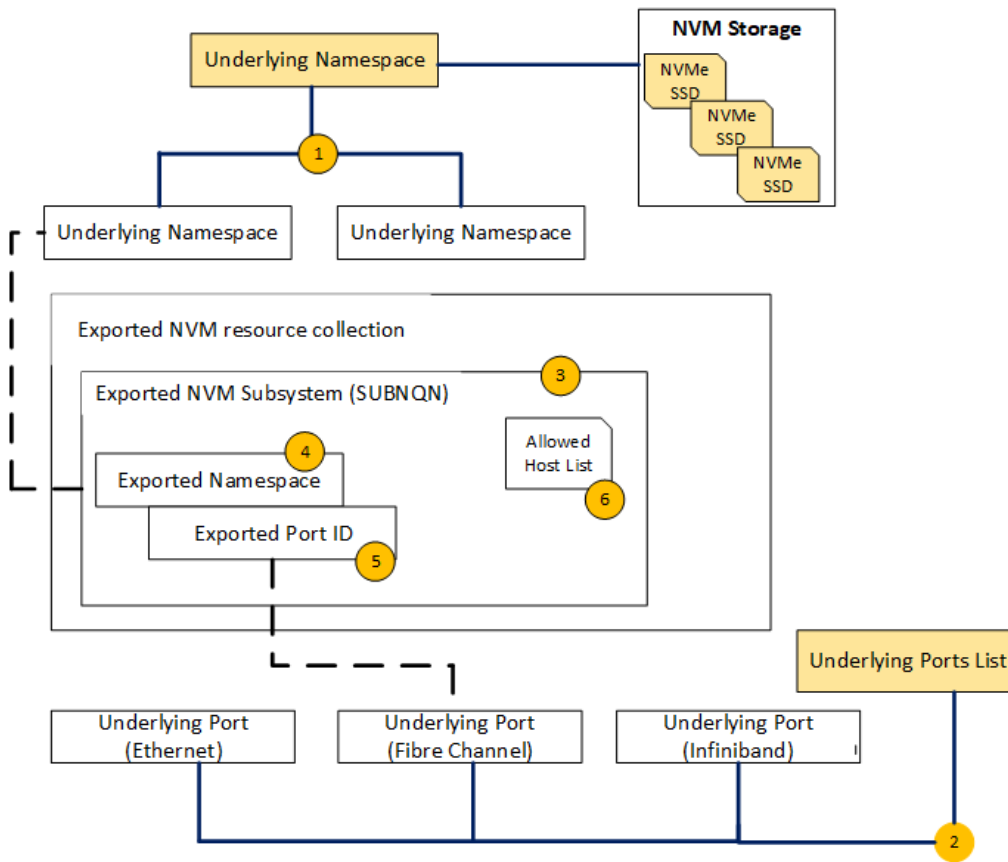 NVM Storage
Underlying Namespace
NVMe
SSD
NVMe
SSD
NVMe
SSD
1
Underlying Namespace
Underlying Namespace
Exported NVM resource collection
3
Exported NVM Subsystem (SUBNQN)
4
Allowed
Host List
Exported Namespace
6
Exported Port ID
5
Underlying Ports List
Underlying Port
(Ethernet)
Underlying Port
(Fibre Channel)
Underlying Port
(Infiniband)
2